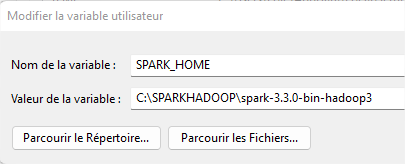 Modifier la variable utilisateur
Nom de la variable : SPARK_HOME
Valeur de la variable : C:\SPARKHADOOP\spark-3.3.0-bin-hadoop3
Parcourir le Répertoire... Parcourir les Fichiers...